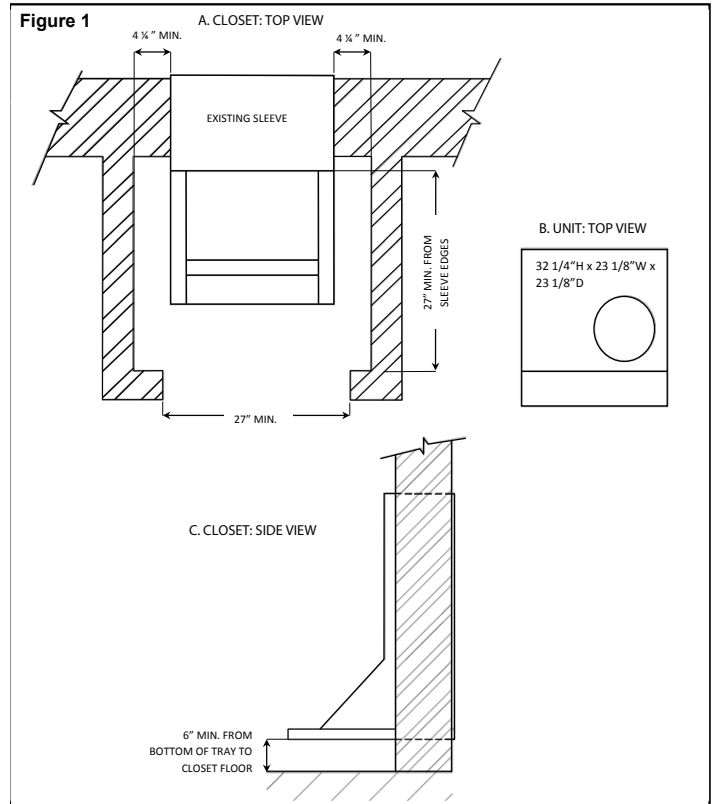 Figure 1
A. CLOSET: TOP VIEW
4 ¼" MIN.
4 ¼" MIN.
EXISTING SLEEVE
27" MIN. FROM
SLEEVE EDGES
27" MIN.
B. UNIT: TOP VIEW
32 1/4"H x 23 1/8"W x
23 1/8"D
C. CLOSET: SIDE VIEW
6" MIN. FROM
BOTTOM OF TRAY TO
CLOSET FLOOR